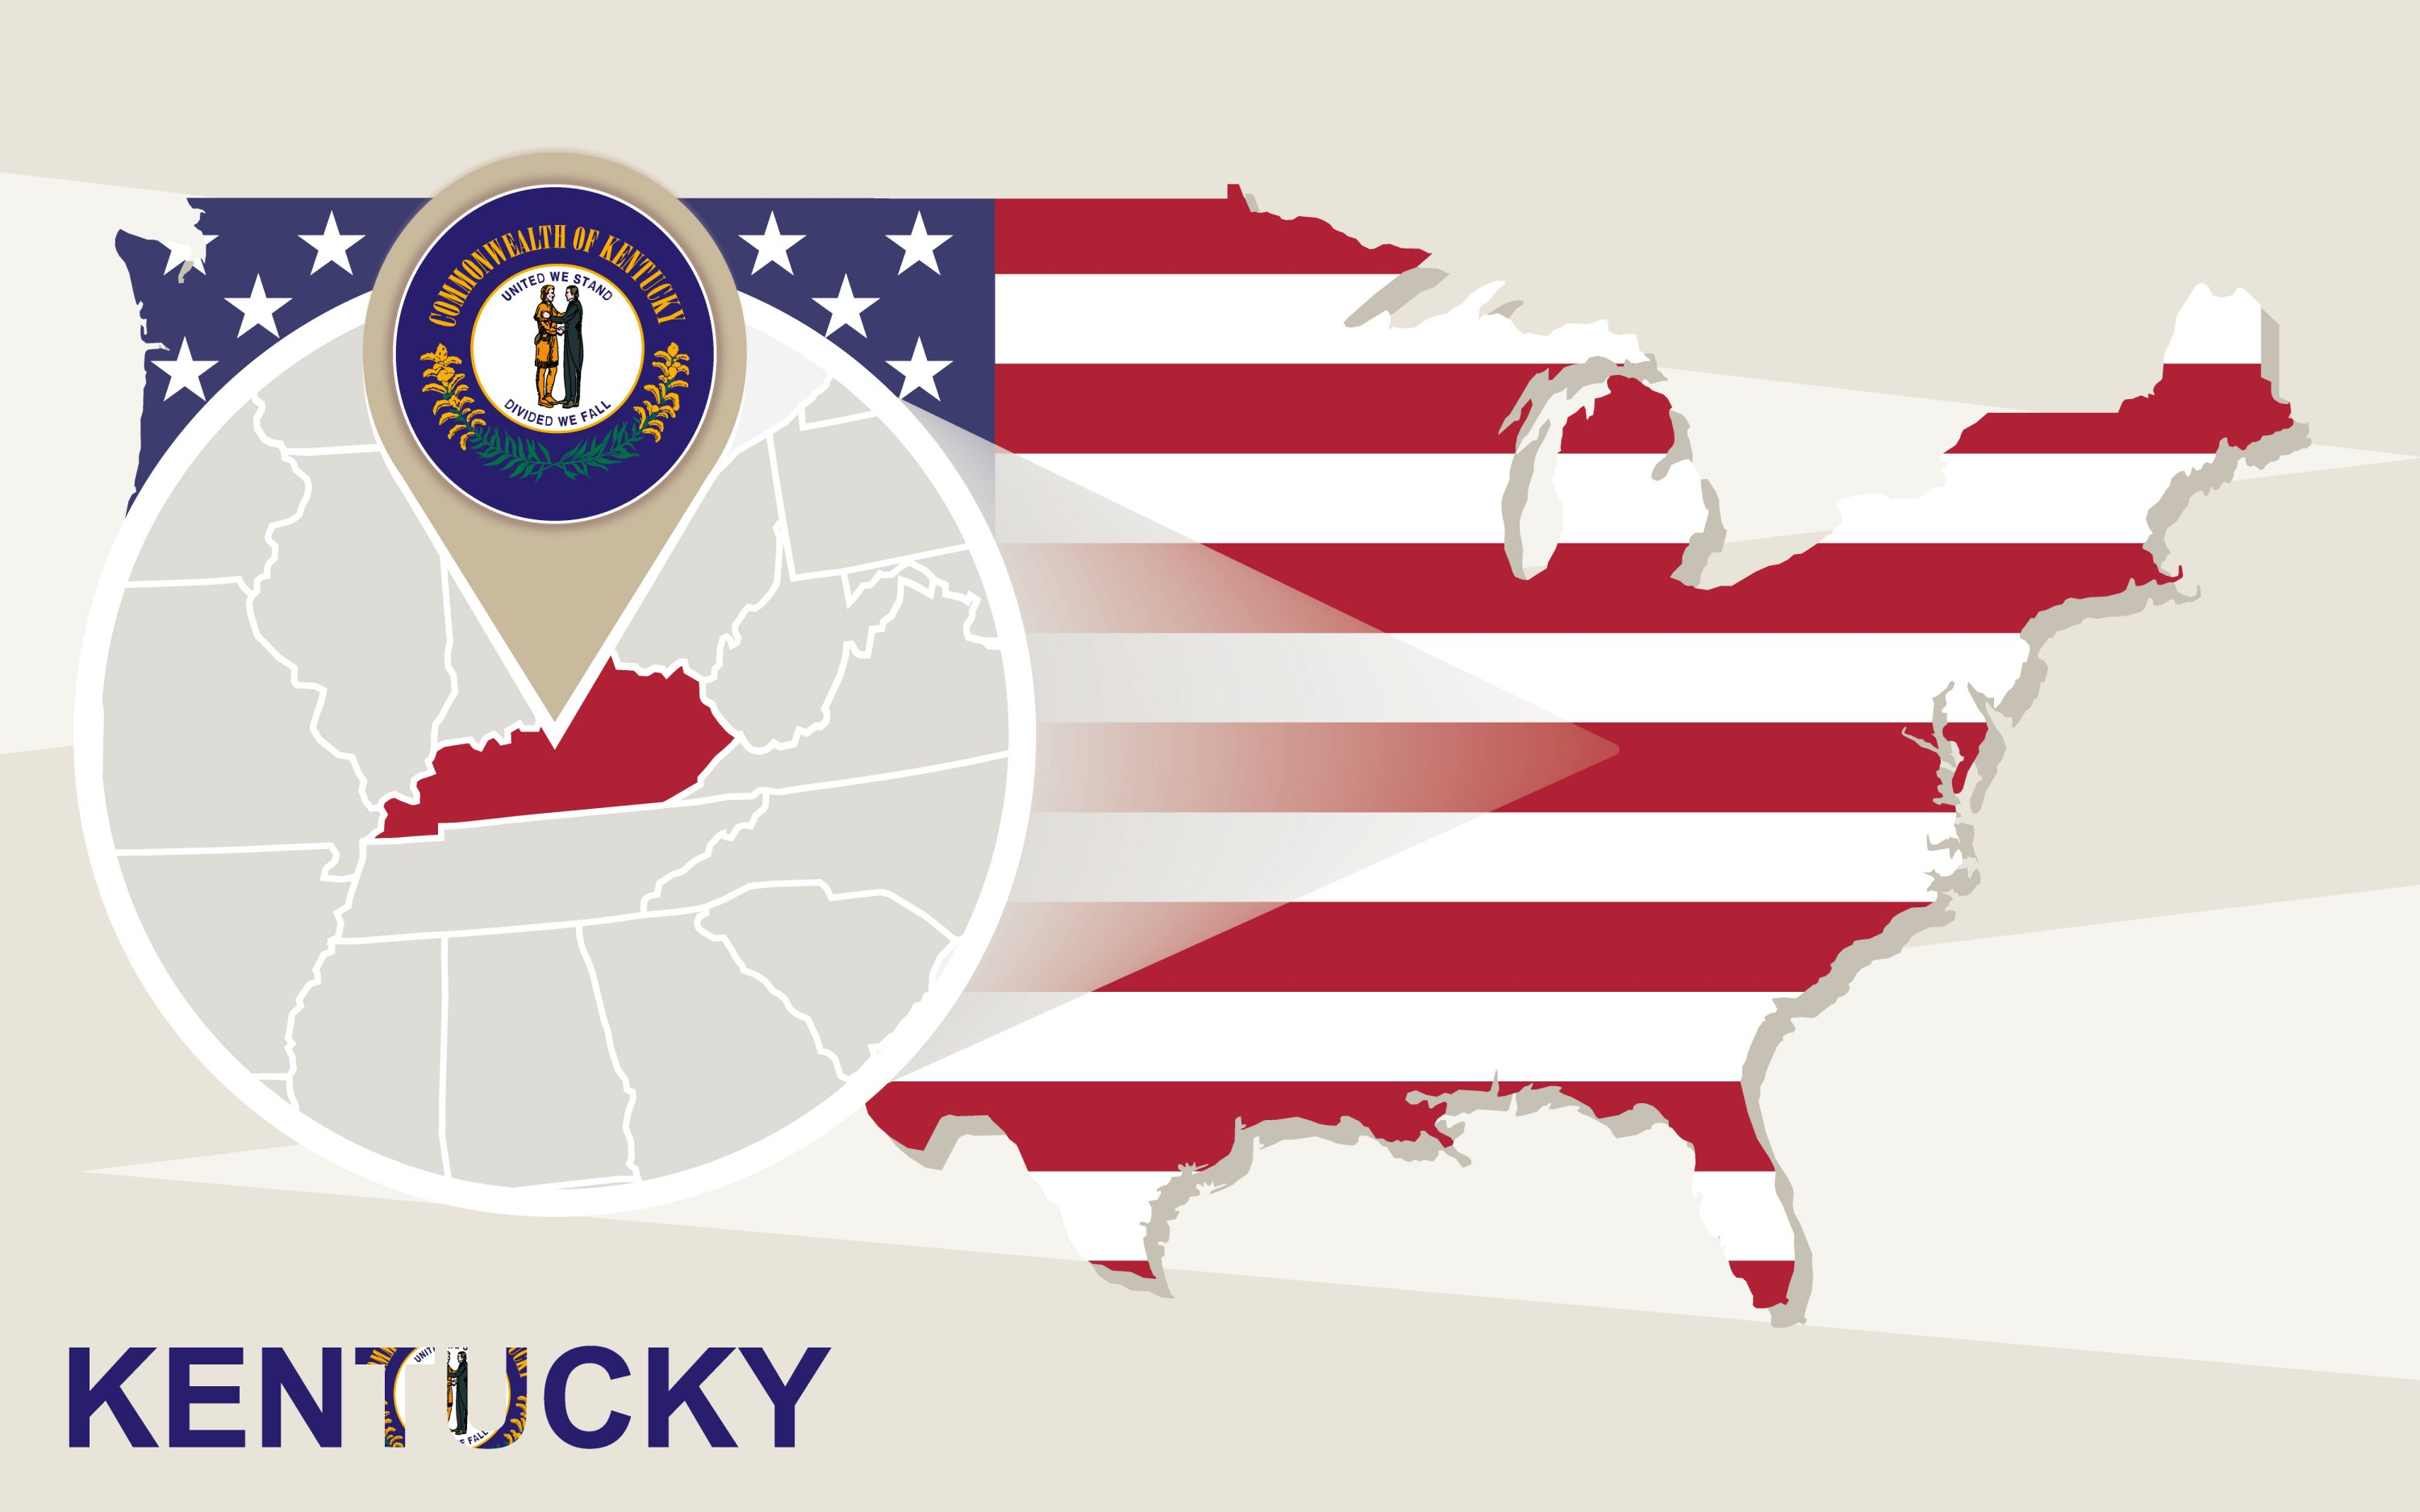 COMMONWEALTH OF KENTUCKY
UNITED WE STAND
DIVIDED WE FALL
KENTUCKY